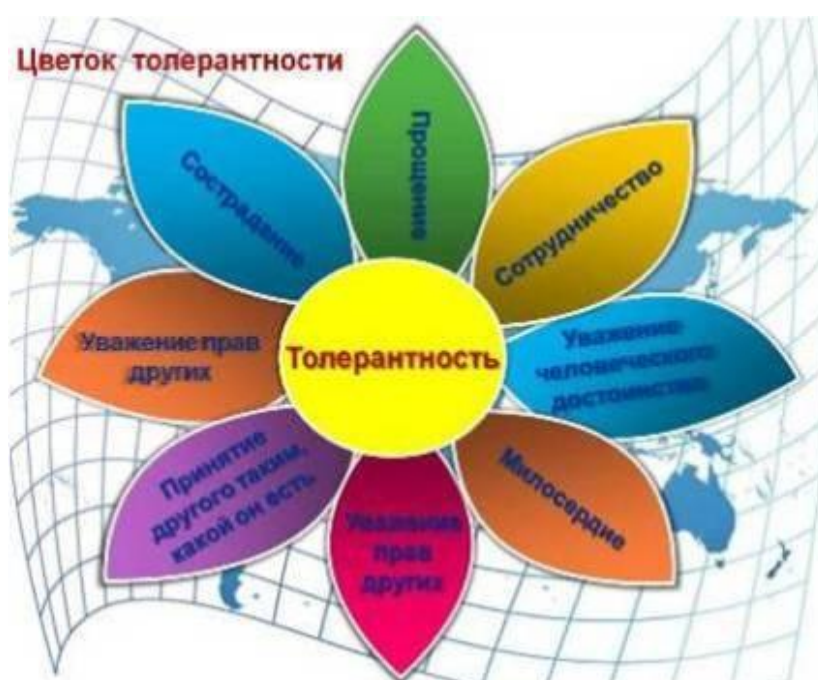 Цветок толерантности
Прощение
Сотрудничество
Уважение
человеческого
достоинства
Милосердие
Уважение
прав
других
Принятие
другого таким,
какой он есть
Уважение прав
других
Сострадание
Толерантность